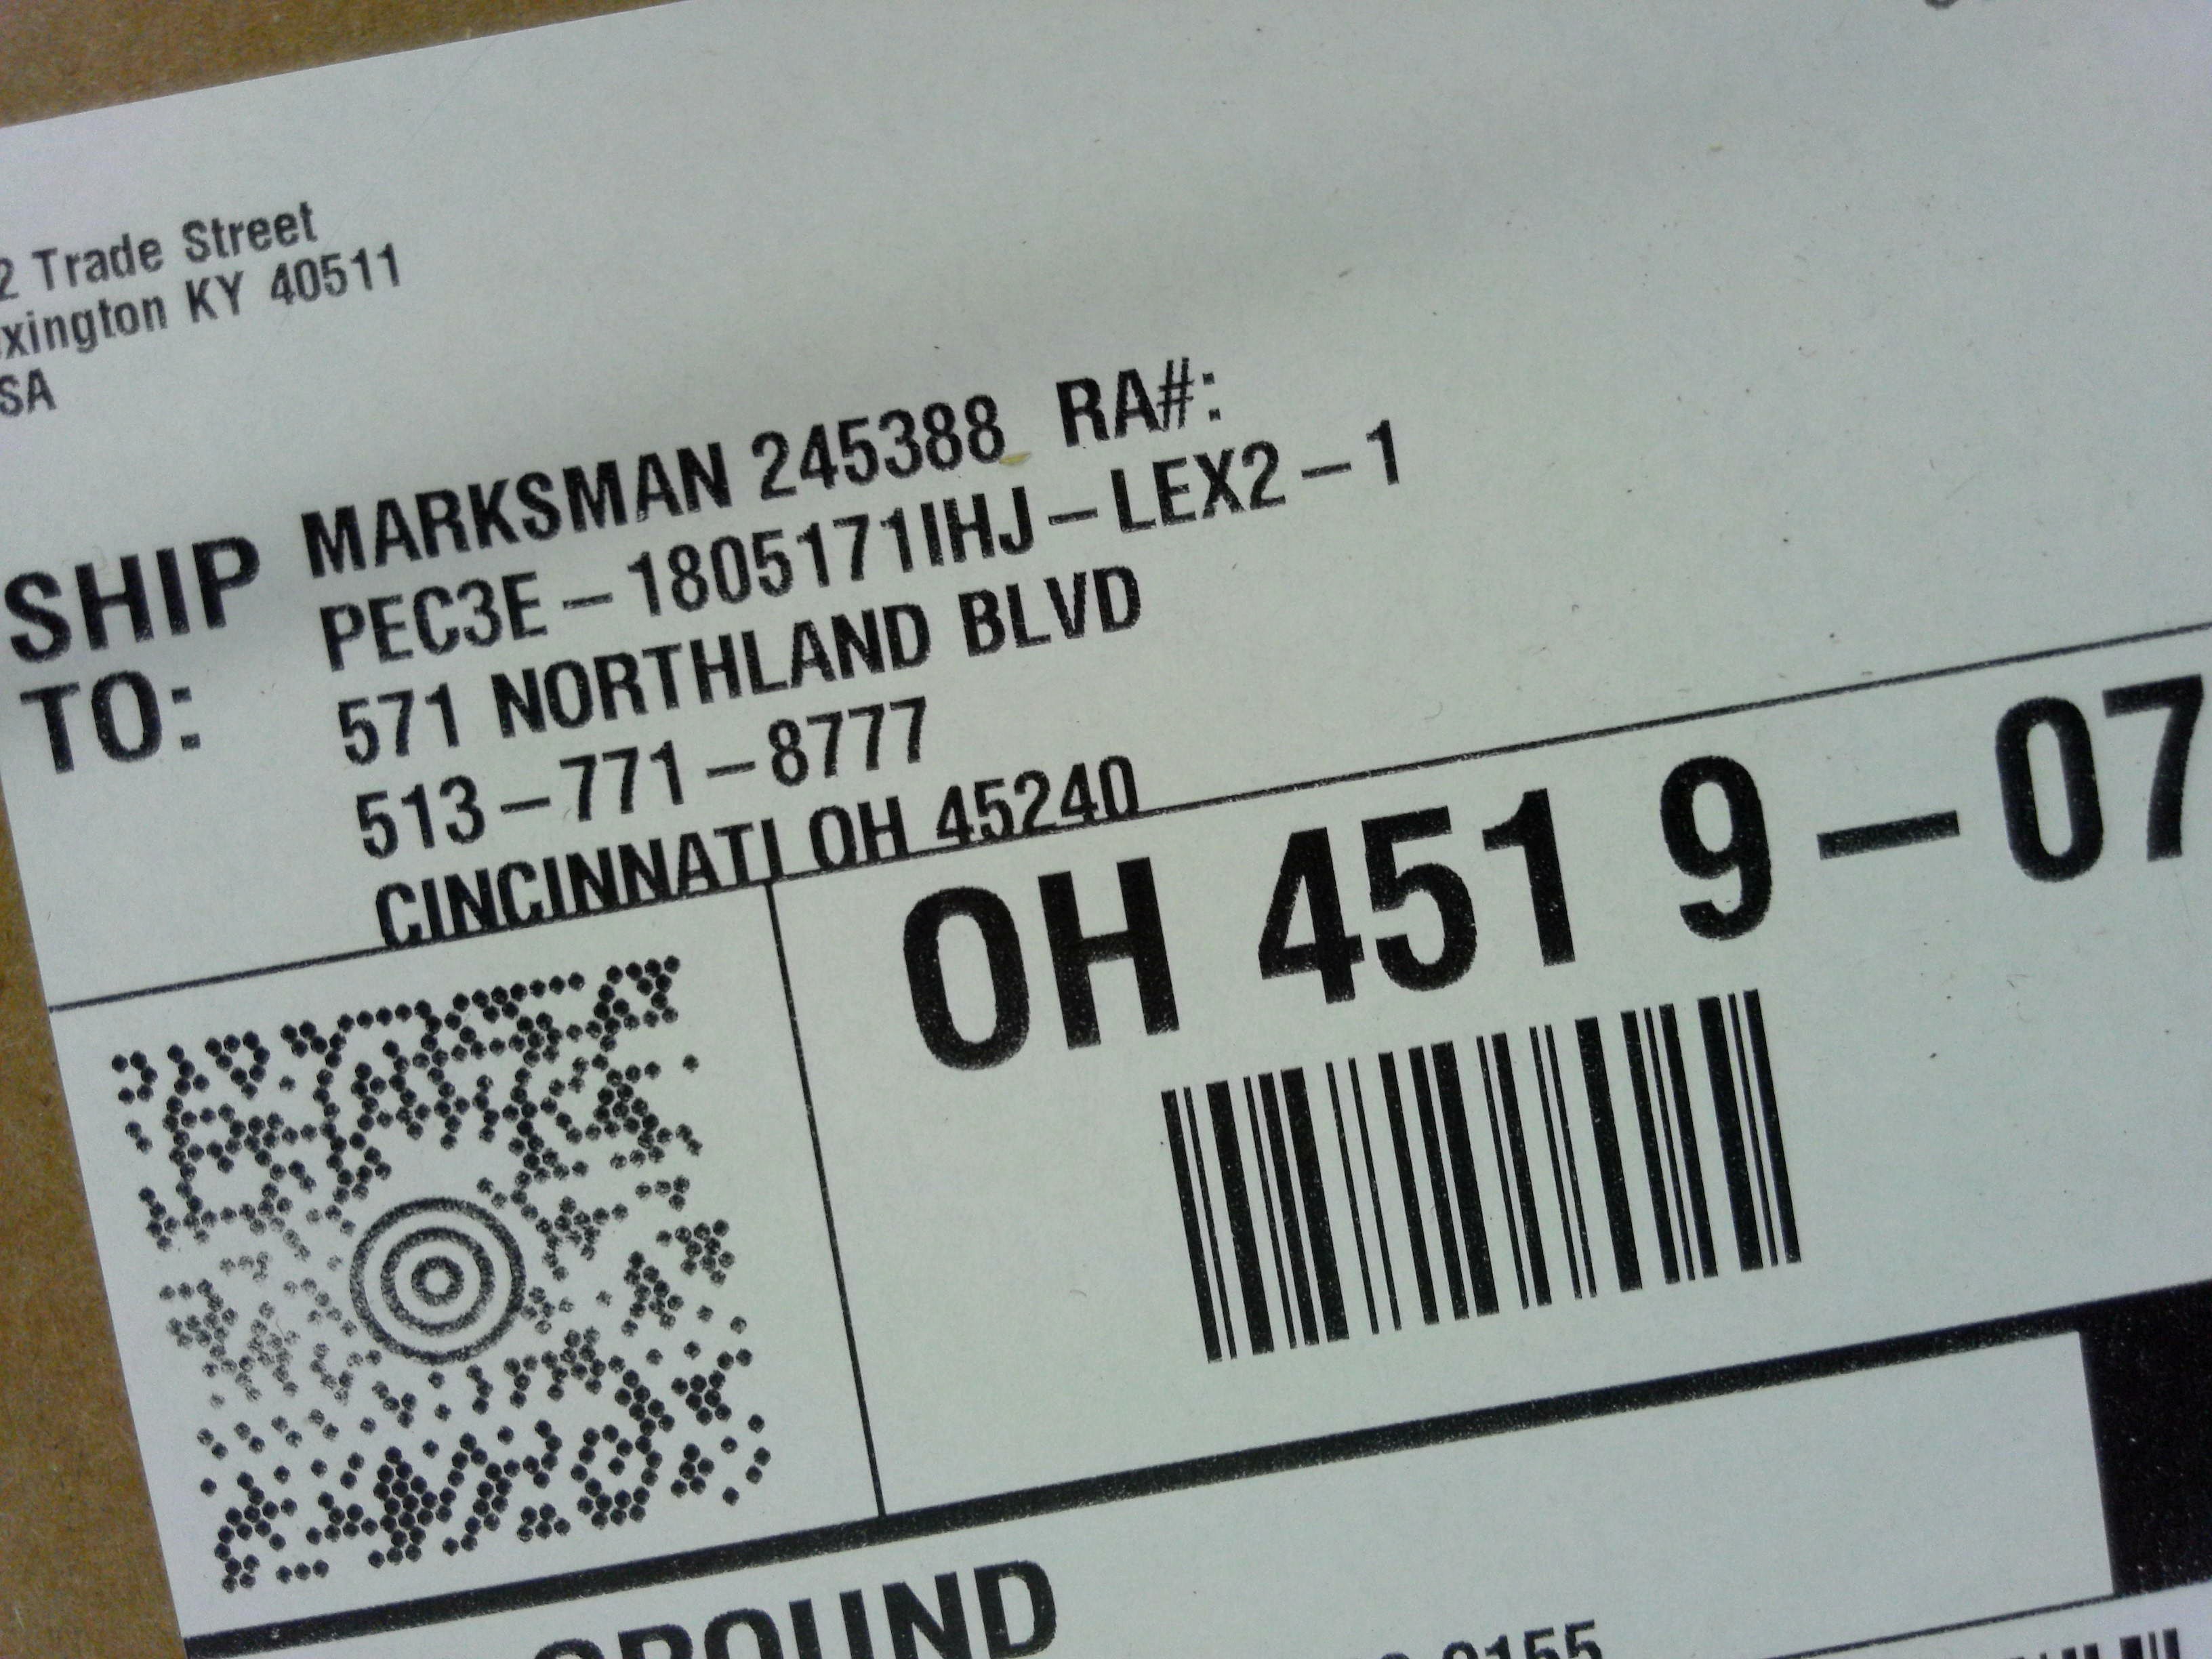 2 Trade Street
xington KY 40511
SA
SHIP TO:
MARKSMAN 245388 RA#:
PEC3E-1805171IHJ-LEX2-1
571 NORTHLAND BLVD
513-771-8777
CINCINNATI OH 45240
OH 451 9-07
GROUND
2155